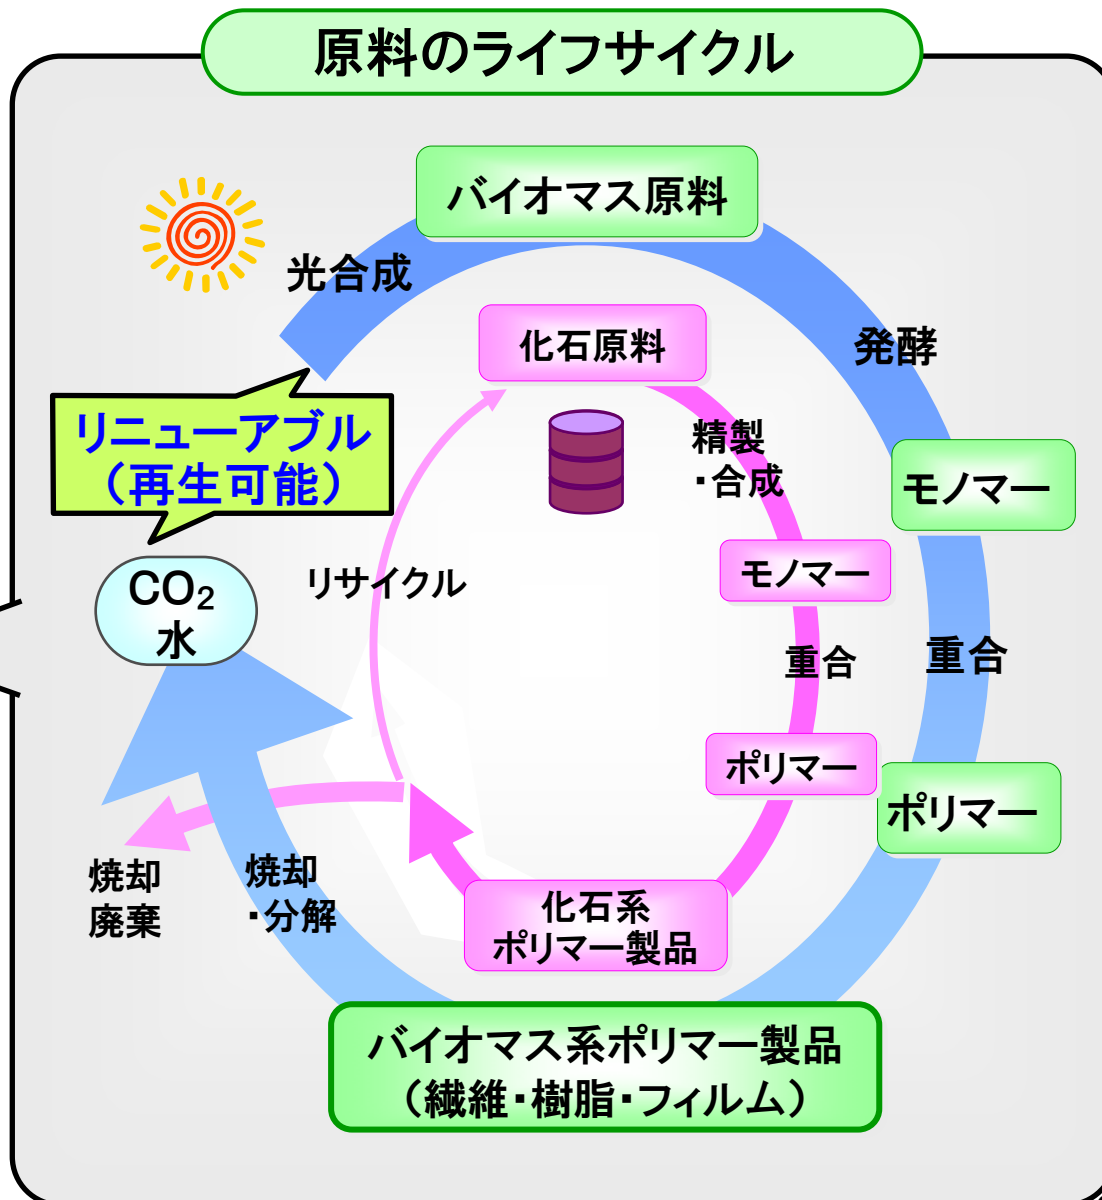 原料のライフサイクル
バイオマス原料
光合成
化石原料
発酵
リニューアブル
（再生可能）
精製
・合成
モノマー
モノマー
CO₂
水
リサイクル
重合
重合
ポリマー
ポリマー
焼却
廃棄
焼却
・分解
化石系
ポリマー製品
バイオマス系ポリマー製品
（繊維・樹脂・フィルム）